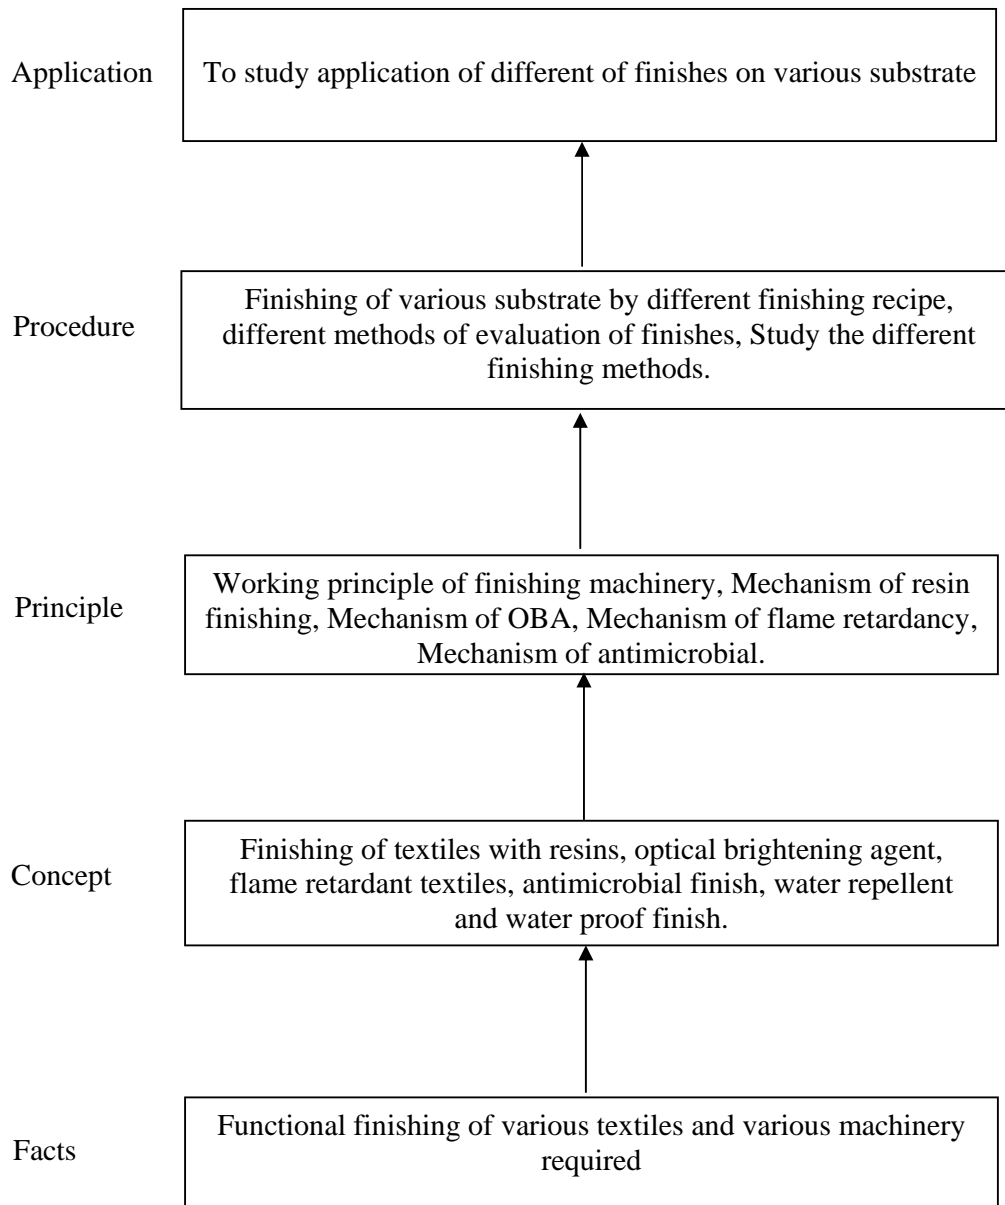 Application
To study application of different of finishes on various substrate
Procedure
Finishing of various substrate by different finishing recipe,
different methods of evaluation of finishes, Study the different
finishing methods.
Principle
Working principle of finishing machinery, Mechanism of resin
finishing, Mechanism of OBA, Mechanism of flame retardancy,
Mechanism of antimicrobial.
Concept
Finishing of textiles with resins, optical brightening agent,
flame retardant textiles, antimicrobial finish, water repellent
and water proof finish.
Facts
Functional finishing of various textiles and various machinery
required